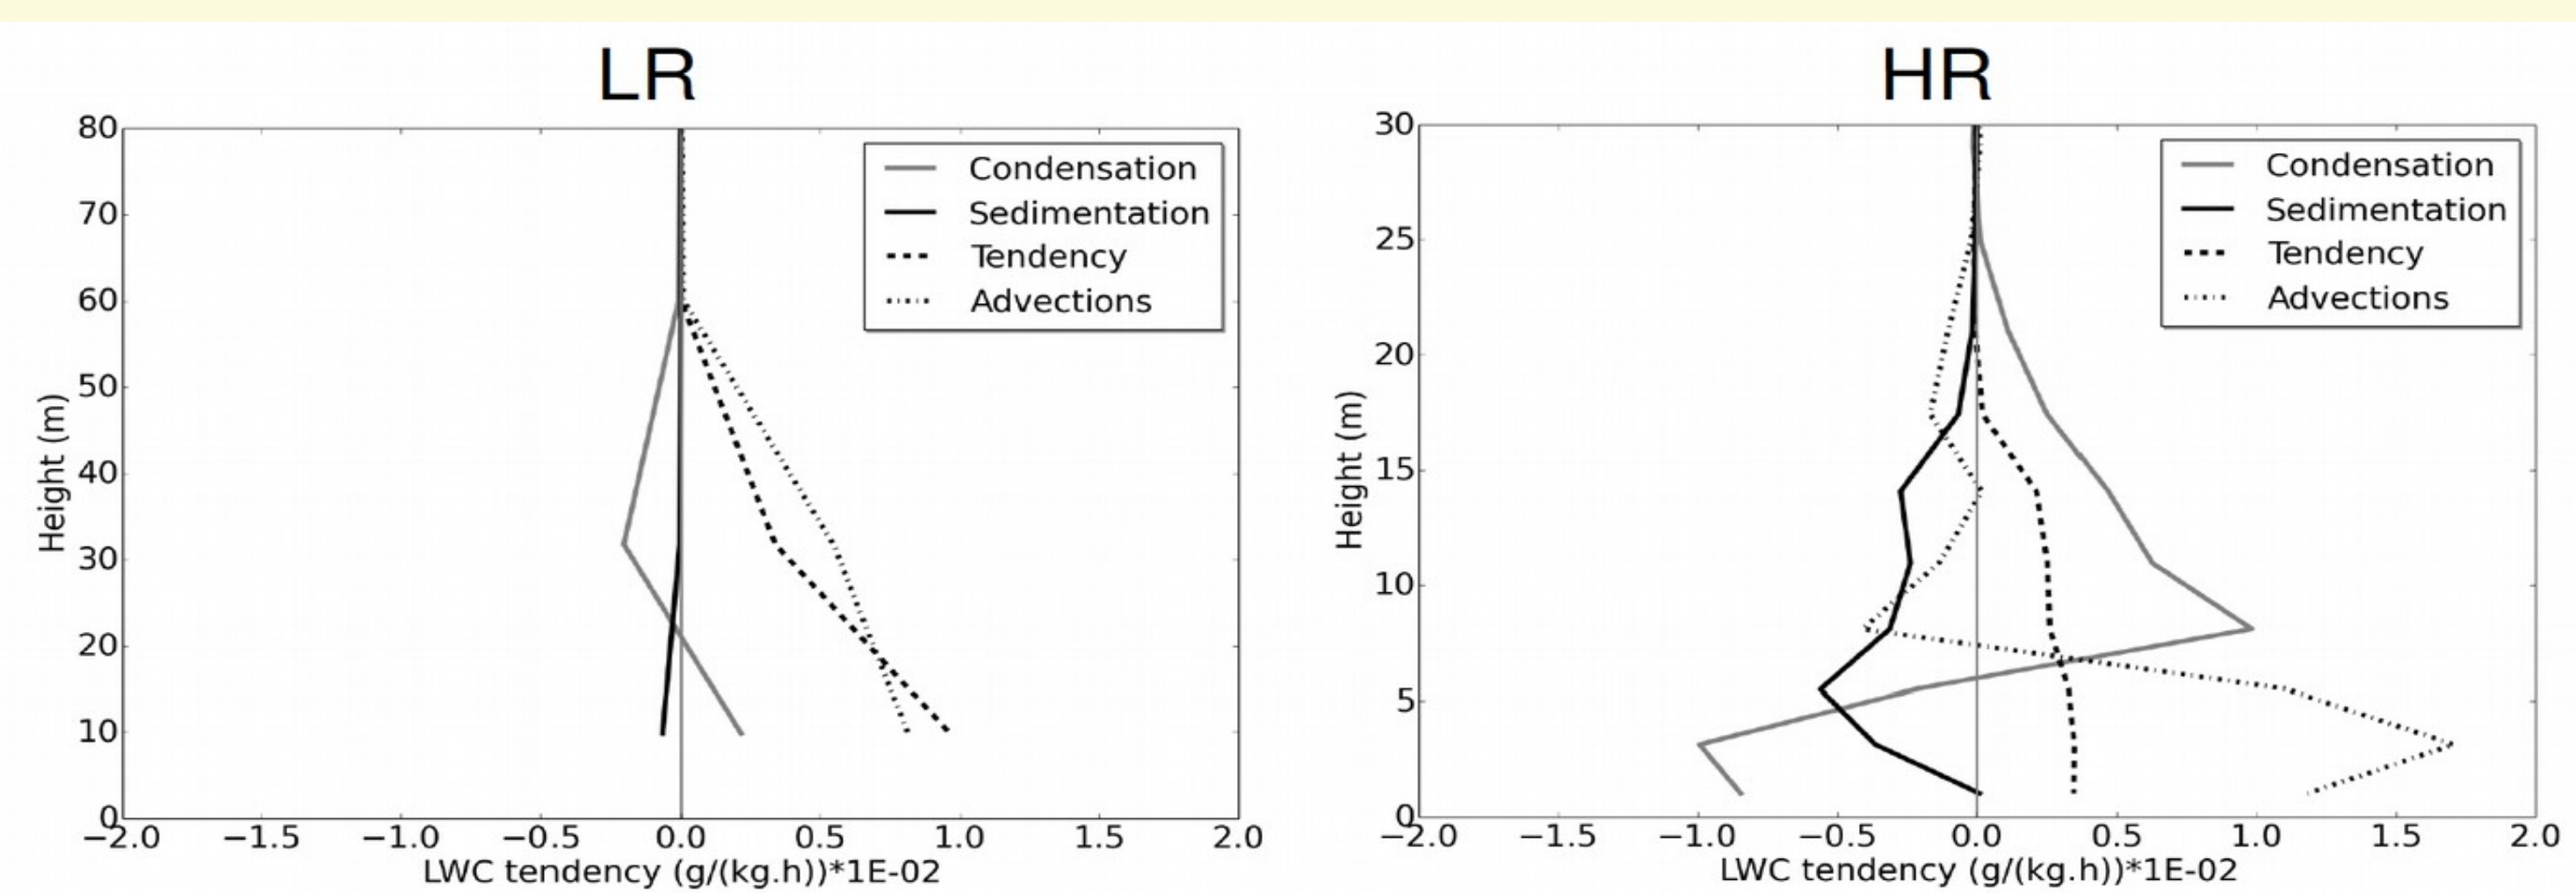 LR
80
70
60
50
40
30
20
10
0
Height (m)
Condensation
Sedimentation
Tendency
Advections
−2.0 −1.5 −1.0 −0.5 0.0 0.5 1.0 1.5 2.0
LWC tendency (g/(kg.h))*1E-02
HR
30
25
20
15
10
5
0
Height (m)
Condensation
Sedimentation
Tendency
Advections
−2.0 −1.5 −1.0 −0.5 0.0 0.5 1.0 1.5 2.0
LWC tendency (g/(kg.h))*1E-02